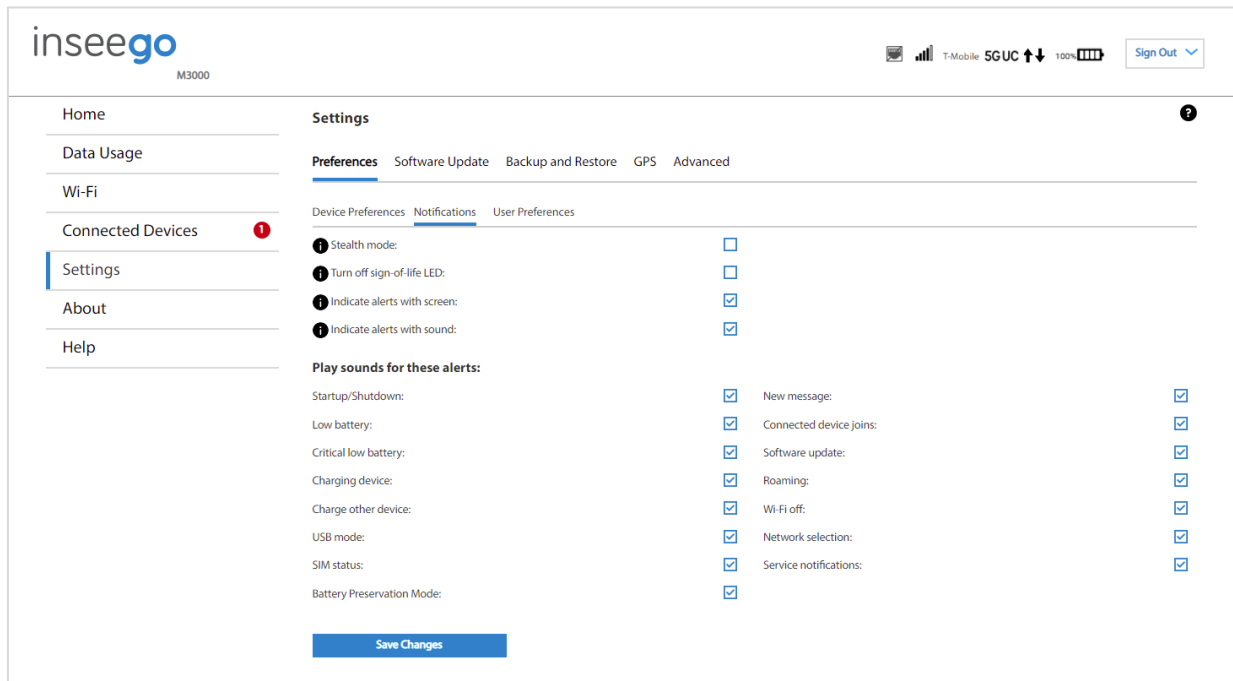 inseego
M3000
T-Mobile 5G UC 100%
Sign Out
Home
Data Usage
Wi-Fi
Connected Devices 1
Settings
About
Help
Settings
?
Preferences Software Update Backup and Restore GPS Advanced
Device Preferences Notifications User Preferences
i Stealth mode:
i Turn off sign-of-life LED:
i Indicate alerts with screen:
i Indicate alerts with sound:
Play sounds for these alerts:
Startup/Shutdown: New message:
Low battery: Connected device joins:
Critical low battery: Software update:
Charging device: Roaming:
Charge other device: Wi-Fi off:
USB mode: Network selection:
SIM status: Service notifications:
Battery Preservation Mode:
Save Changes